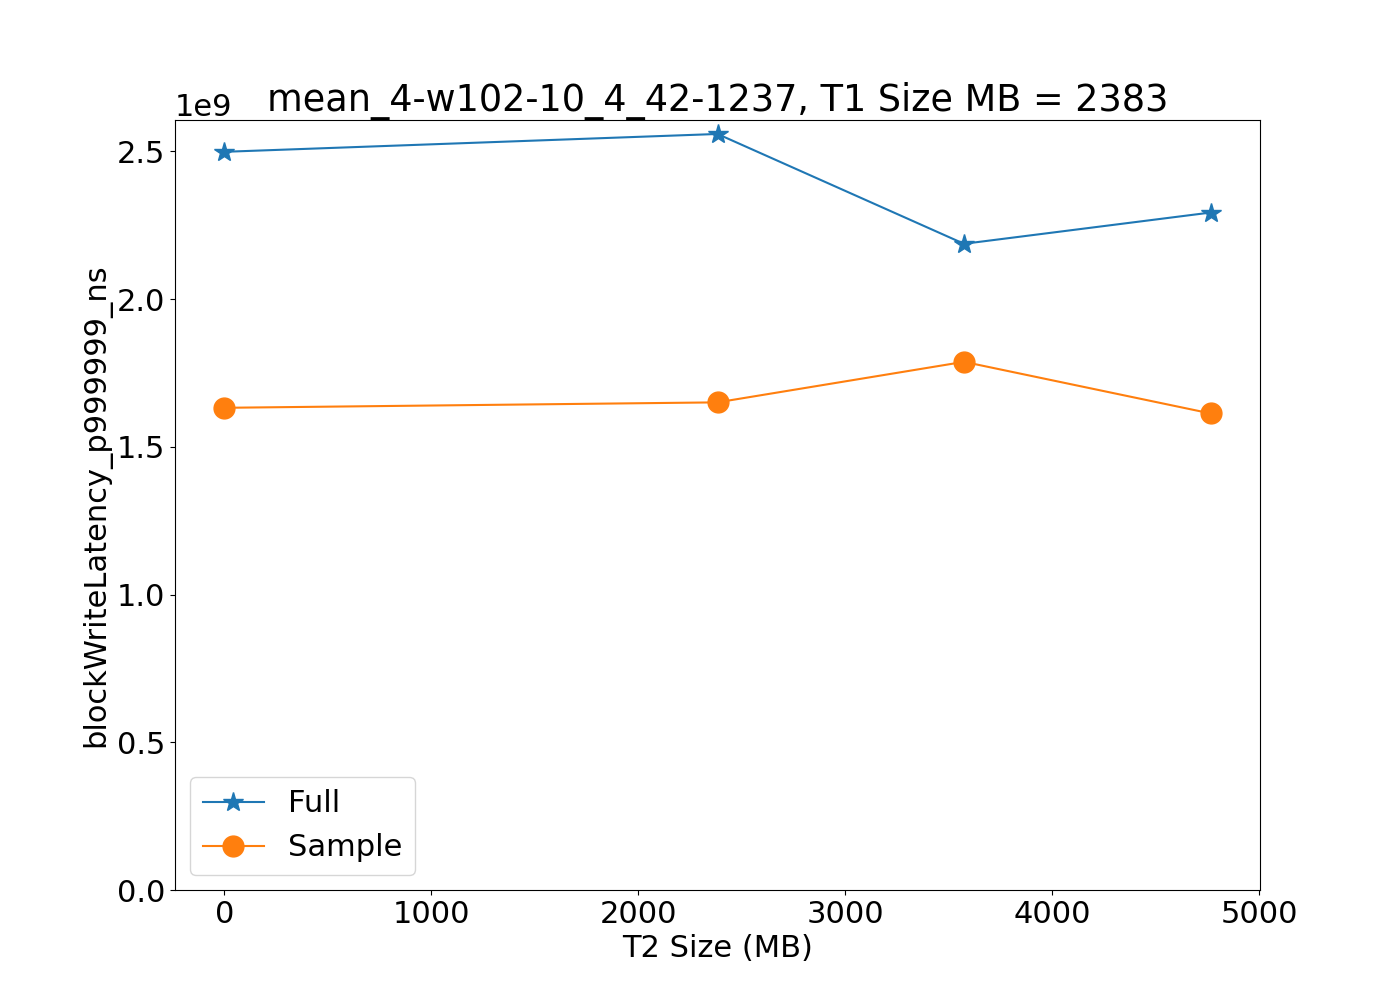 1e9
mean_4-w102-10_4_42-1237, T1 Size MB = 2383
blockWriteLatency_p999999_ns
2.5
2.0
1.5
1.0
0.5
0.0
Full
Sample
0 1000 2000 3000 4000 5000
T2 Size (MB)